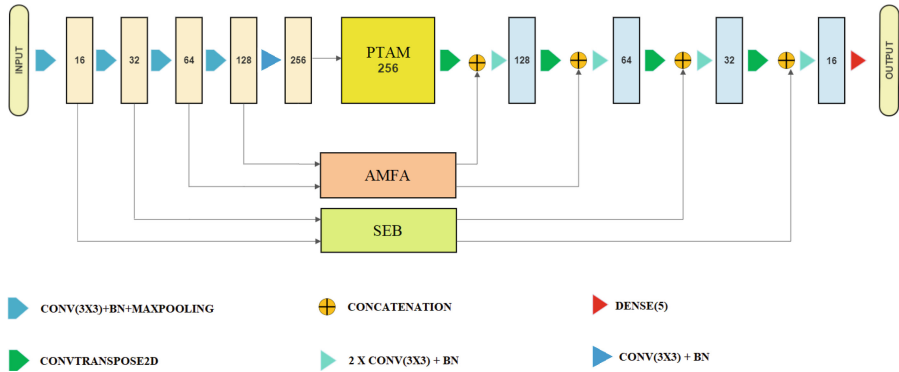 INPUT
16
32
64
128
256
PTAM
256
128
64
32
16
OUTPUT
AMFA
SEB
CONV(3X3)+BN+MAXPOOLING
CONCATENATION
DENSE(5)
CONVTRANSPOSE2D
2 X CONV(3X3) + BN
CONV(3X3) + BN